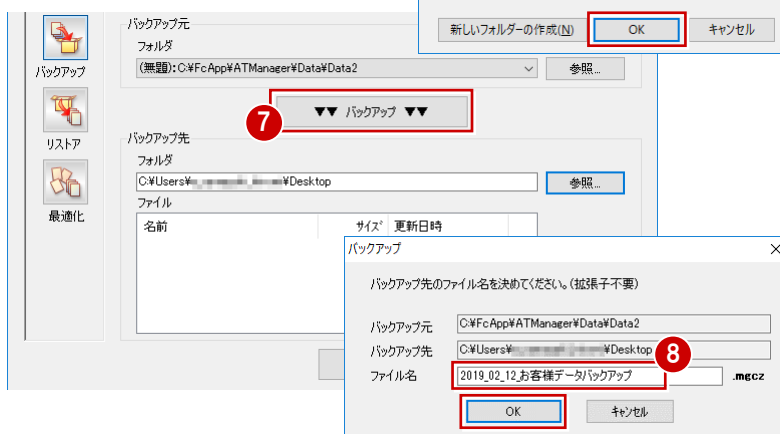 新しいフォルダーの作成(N)
OK
キャンセル
バックアップ
リストア
最適化
バックアップ元
フォルダ
(無題):C:¥FcApp¥ATManager¥Data¥Data2
参照...
7
▼▼ バックアップ ▼▼
バックアップ先
フォルダ
C:¥Users¥ ¥Desktop
参照...
ファイル
名前 サイズ 更新日時
バックアップ
バックアップ先のファイル名を決めてください。(拡張子不要)
バックアップ元 C:¥FcApp¥ATManager¥Data¥Data2
バックアップ先 C:¥Users¥ ¥Desktop
8
ファイル名 2019_02_12_お客様データバックアップ .mgcz
OK
キャンセル